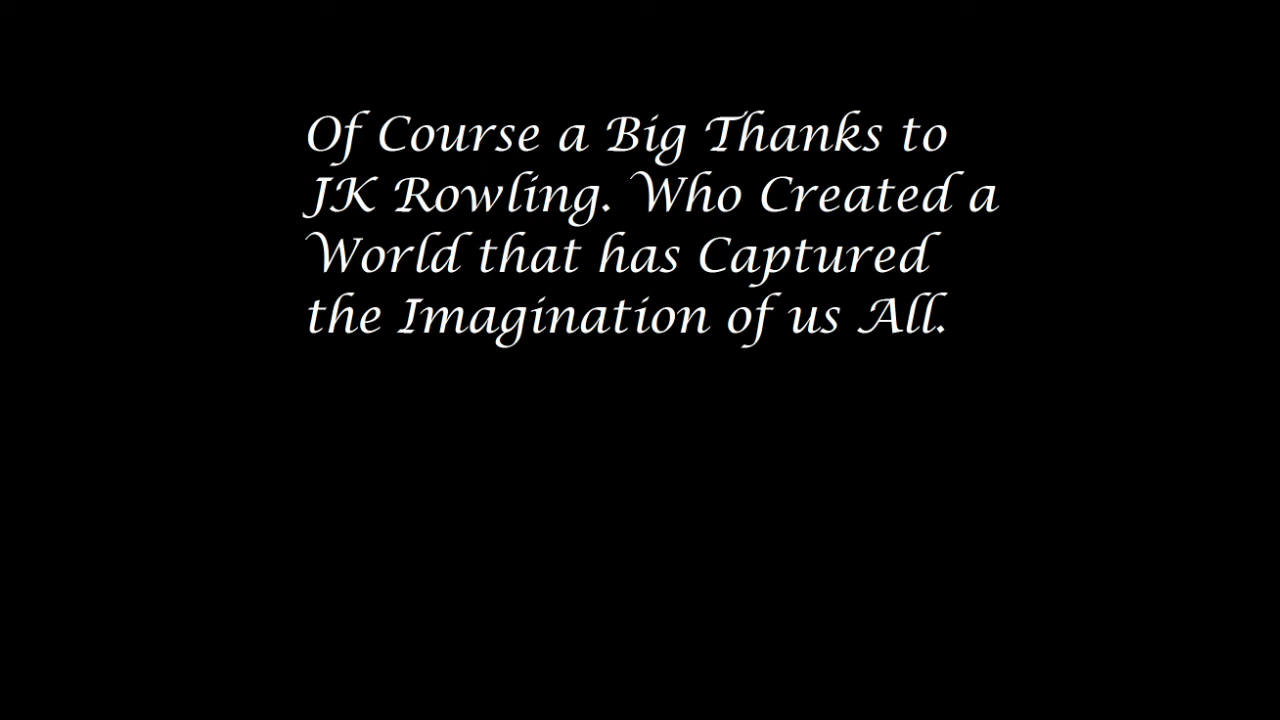 Of Course a Big Thanks to
JK Rowling. Who Created a
World that has Captured
the Imagination of us All.